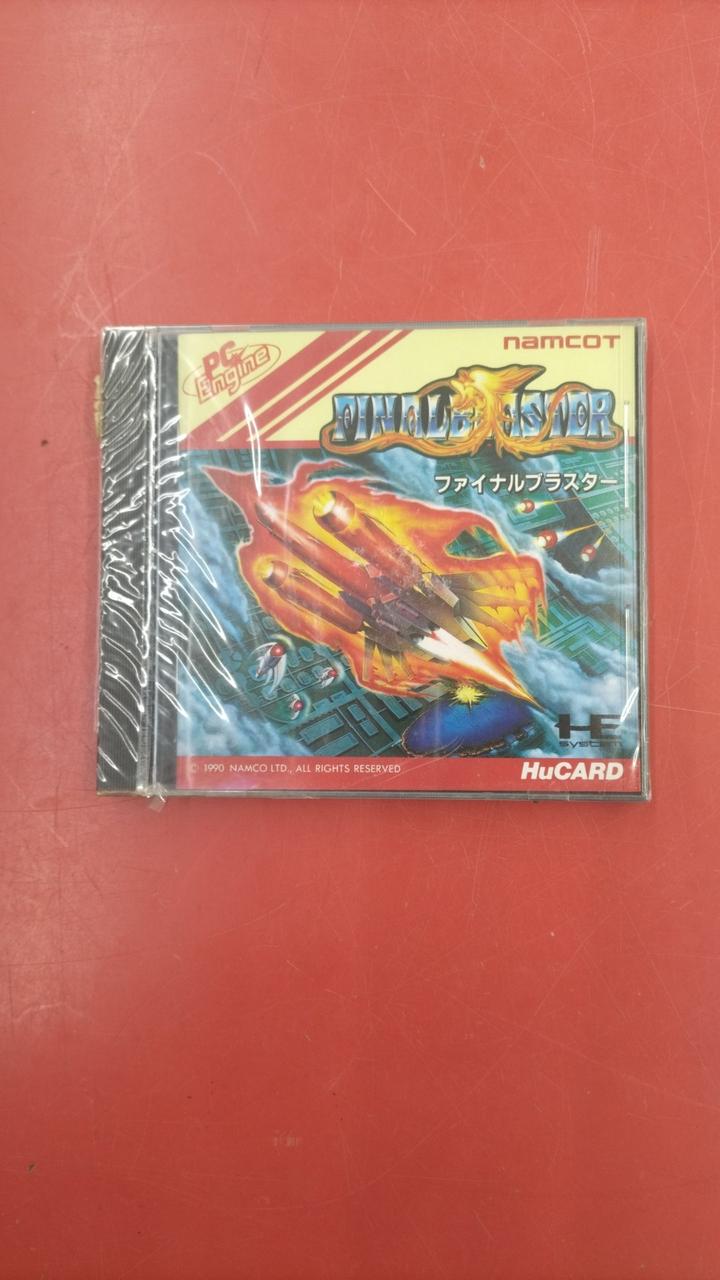 PC Engine
namcot
FINAL BLASTER
ファイナルブラスター
HE
system
© 1990 NAMCO LTD., ALL RIGHTS RESERVED
HuCARD